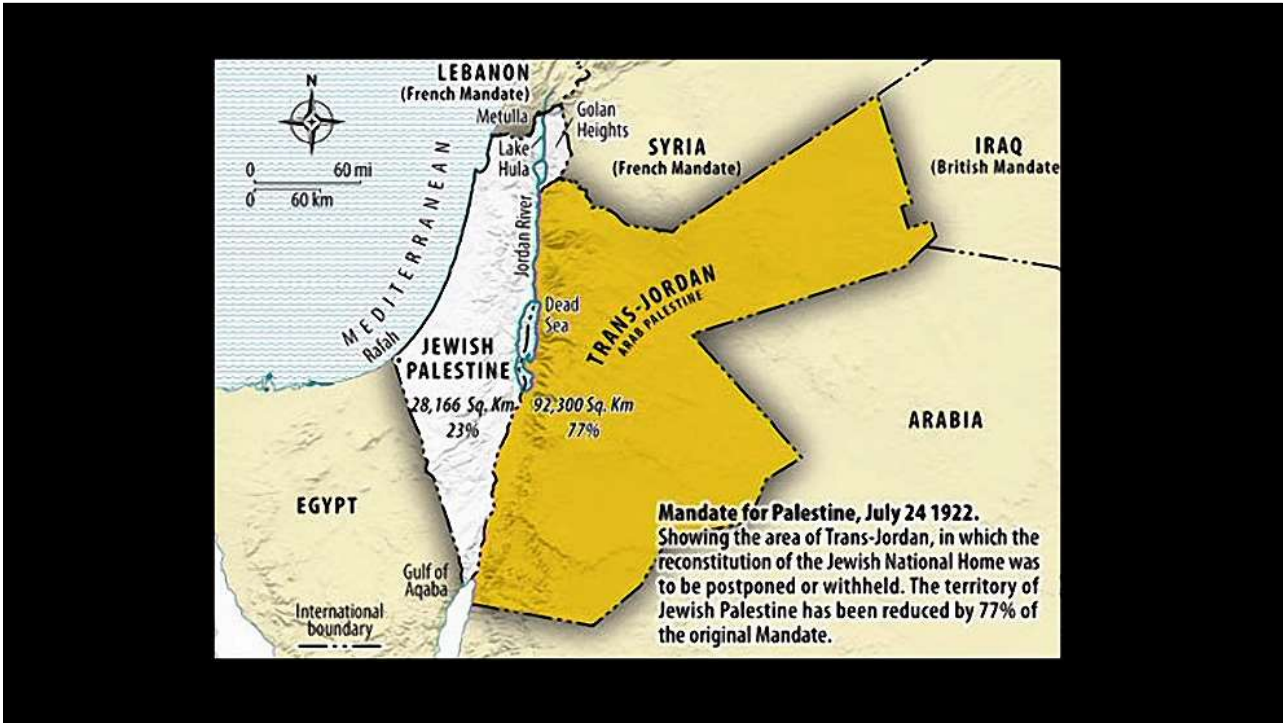 N
LEBANON
(French Mandate)
Metulla
Golan
Heights
Lake
Hula
SYRIA
(French Mandate)
IRAQ
(British Mandate
0 60 mi
0 60 km
MEDITERRANEAN
Jordan River
Rafah
Dead
Sea
TRANS-JORDAN
ARAB PALESTINE
JEWISH
PALESTINE
28,166 Sq. Km
23%
92,300 Sq. Km
77%
ARABIA
EGYPT
Gulf of
Aqaba
International
boundary
Mandate for Palestine, July 24 1922.
Showing the area of Trans-Jordan, in which the
reconstitution of the Jewish National Home was
to be postponed or withheld. The territory of
Jewish Palestine has been reduced by 77% of
the original Mandate.